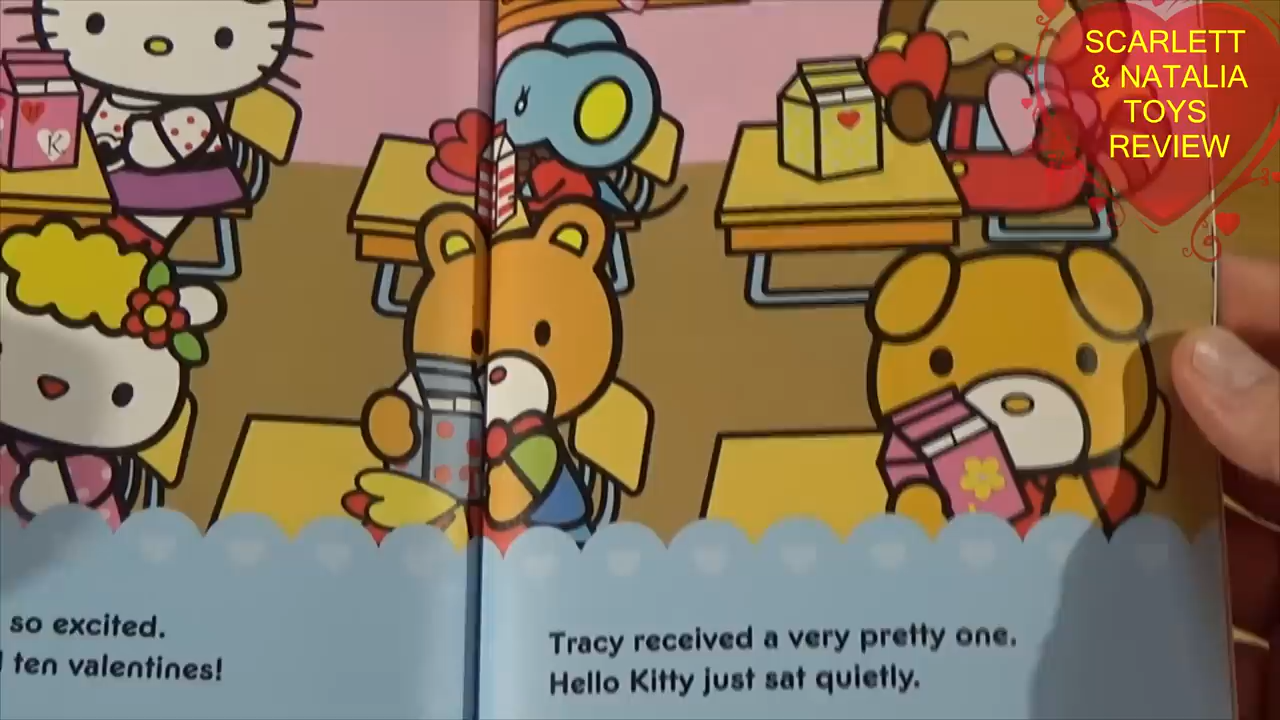 SCARLETT
& NATALIA
TOYS
REVIEW
K
so excited.
ten valentines!
Tracy received a very pretty one.
Hello Kitty just sat quietly.